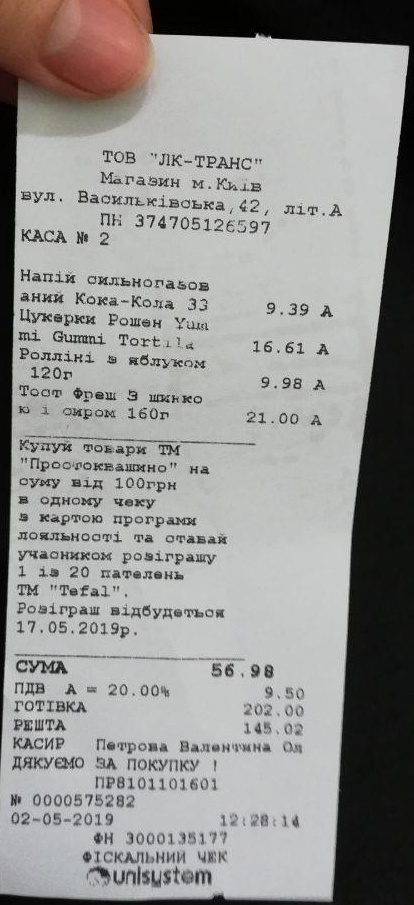 ТОВ "ЛК-ТРАНС"
Магазин м.Київ
вул. Васильківська,42, літ.А
ПН 374705126597
КАСА № 2
Напій сильногазов
аний Кока-Кола 33 9.39 А
Цукерки Рошен Yum
mi Gummi Tortila 16.61 А
Ролліні з яблуком
120г 9.98 А
Тост Фреш З шинко
ю і сиром 160г 21.00 А
Купуй товари ТМ
"Простоквашино" на
суму від 100грн
в одному чеку
з картою програми
лояльності та ставай
учасником розіграшу
1 із 20 пателень
ТМ "Tefal".
Розіграш відбудеться
17.05.2019р.
СУМА 56.98
ПДВ А = 20.00% 9.50
ГОТІВКА 202.00
РЕШТА 145.02
КАСИР Петрова Валентина Ол
ДЯКУЄМО ЗА ПОКУПКУ !
ПР8101101601
№ 0000575282
02-05-2019 12:28:14
ФН 3000135177
ФІСКАЛЬНИЙ ЧЕК
unisystem